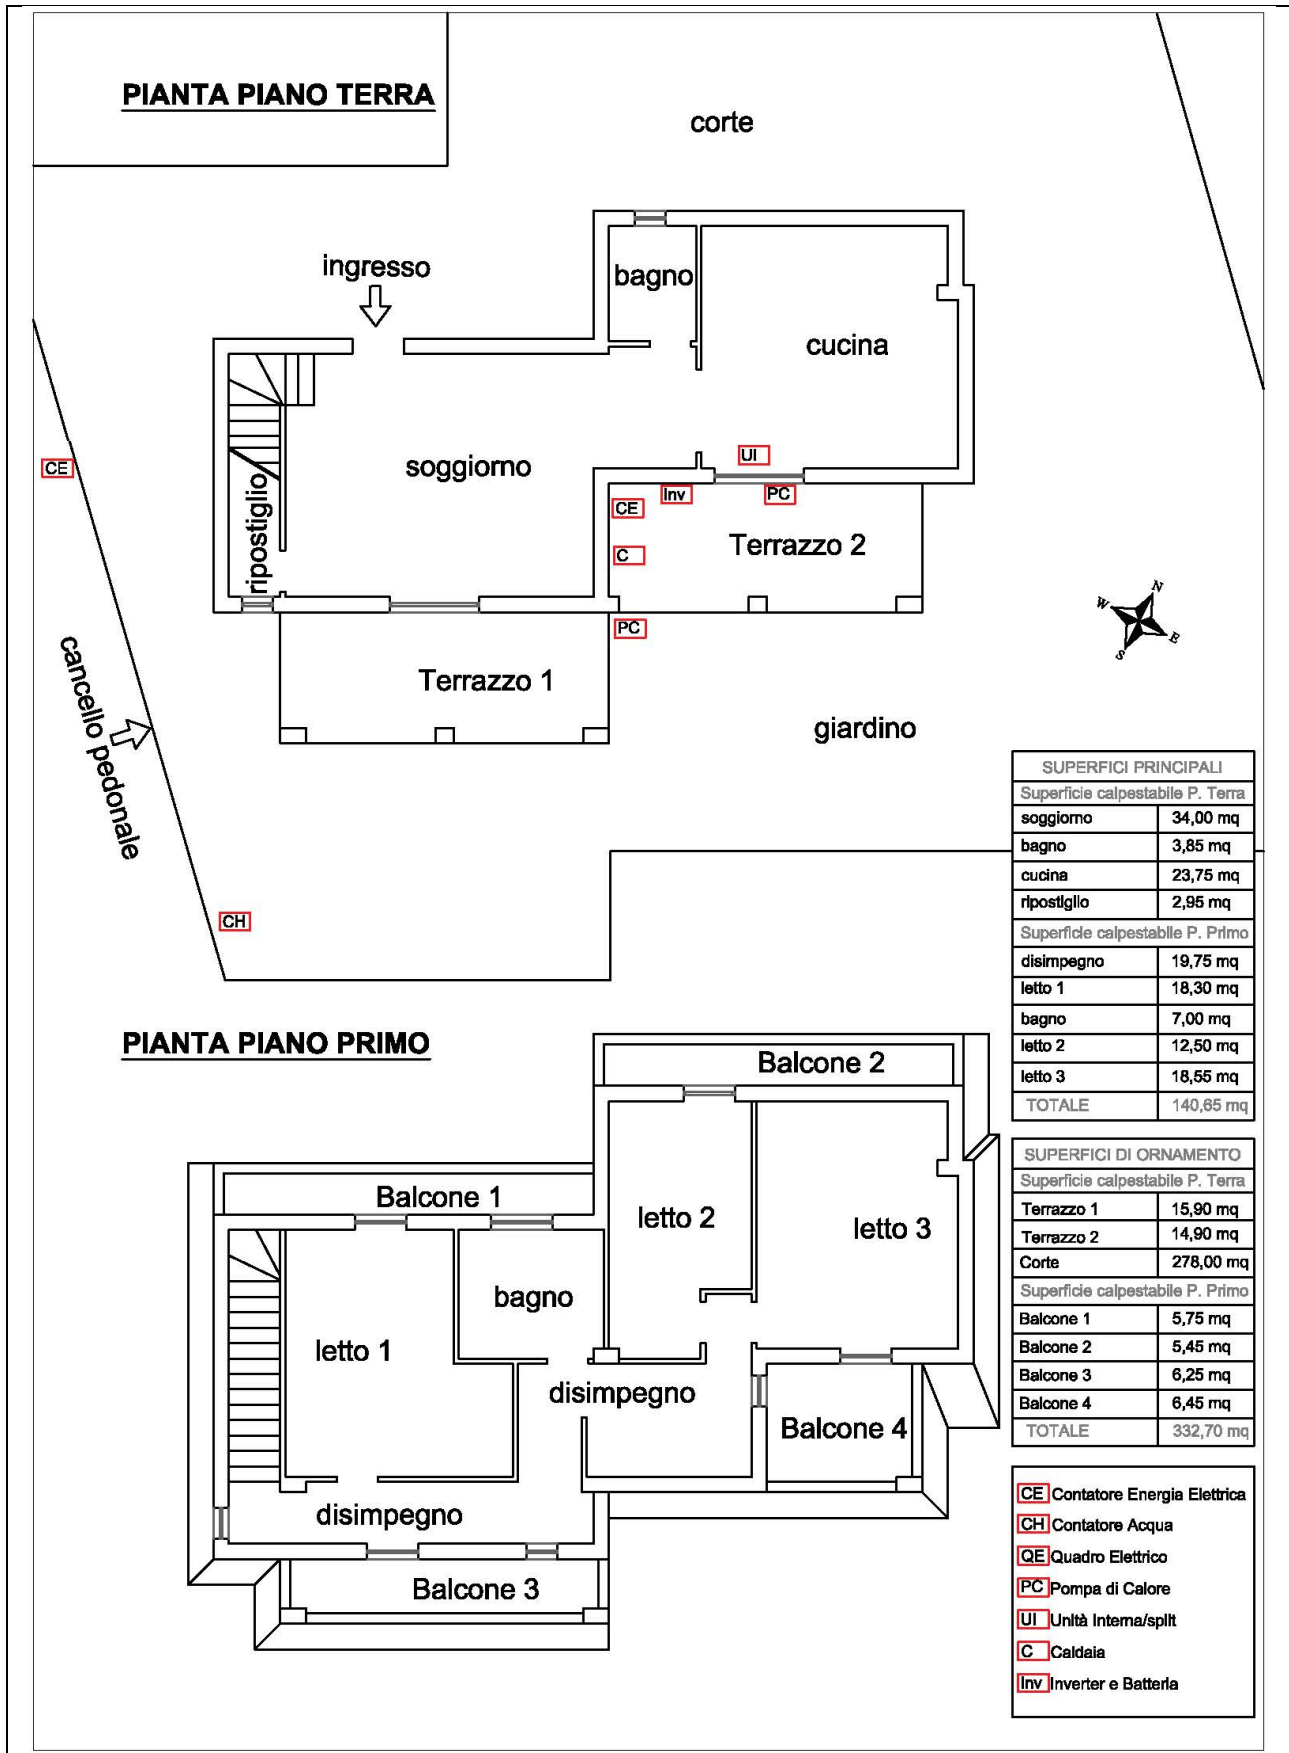 PIANTA PIANO TERRA
corte
ingresso
bagno
cucina
CE
soggiorno
UI
Inv
PC
CE
ripostiglio
C
Terrazzo 2
N
W
E
S
PC
cancello pedonale
Terrazzo 1
giardino
CH
SUPERFICI PRINCIPALI
Superficie calpestabile P. Terra
soggiorno 34,00 mq
bagno 3,85 mq
cucina 23,75 mq
ripostiglio 2,95 mq
Superficie calpestabile P. Primo
disimpegno 19,75 mq
letto 1 18,30 mq
bagno 7,00 mq
letto 2 12,50 mq
letto 3 18,55 mq
TOTALE 140,65 mq
PIANTA PIANO PRIMO
Balcone 2
Balcone 1
letto 2
letto 3
bagno
letto 1
disimpegno
Balcone 4
disimpegno
Balcone 3
SUPERFICI DI ORNAMENTO
Superficie calpestabile P. Terra
Terrazzo 1 15,90 mq
Terrazzo 2 14,90 mq
Corte 278,00 mq
Superficie calpestabile P. Primo
Balcone 1 5,75 mq
Balcone 2 5,45 mq
Balcone 3 6,25 mq
Balcone 4 6,45 mq
TOTALE 332,70 mq
CE Contatore Energia Elettrica
CH Contatore Acqua
QE Quadro Elettrico
PC Pompa di Calore
UI Unità Interna/split
C Caldaia
Inv Inverter e Batteria